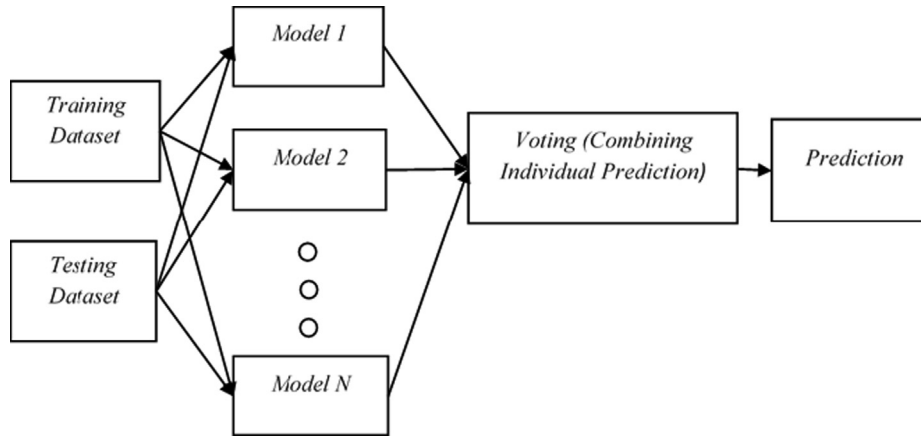 Model 1
Training
Dataset
Model 2
Voting (Combining
Individual Prediction)
Prediction
Testing
Dataset
Model N